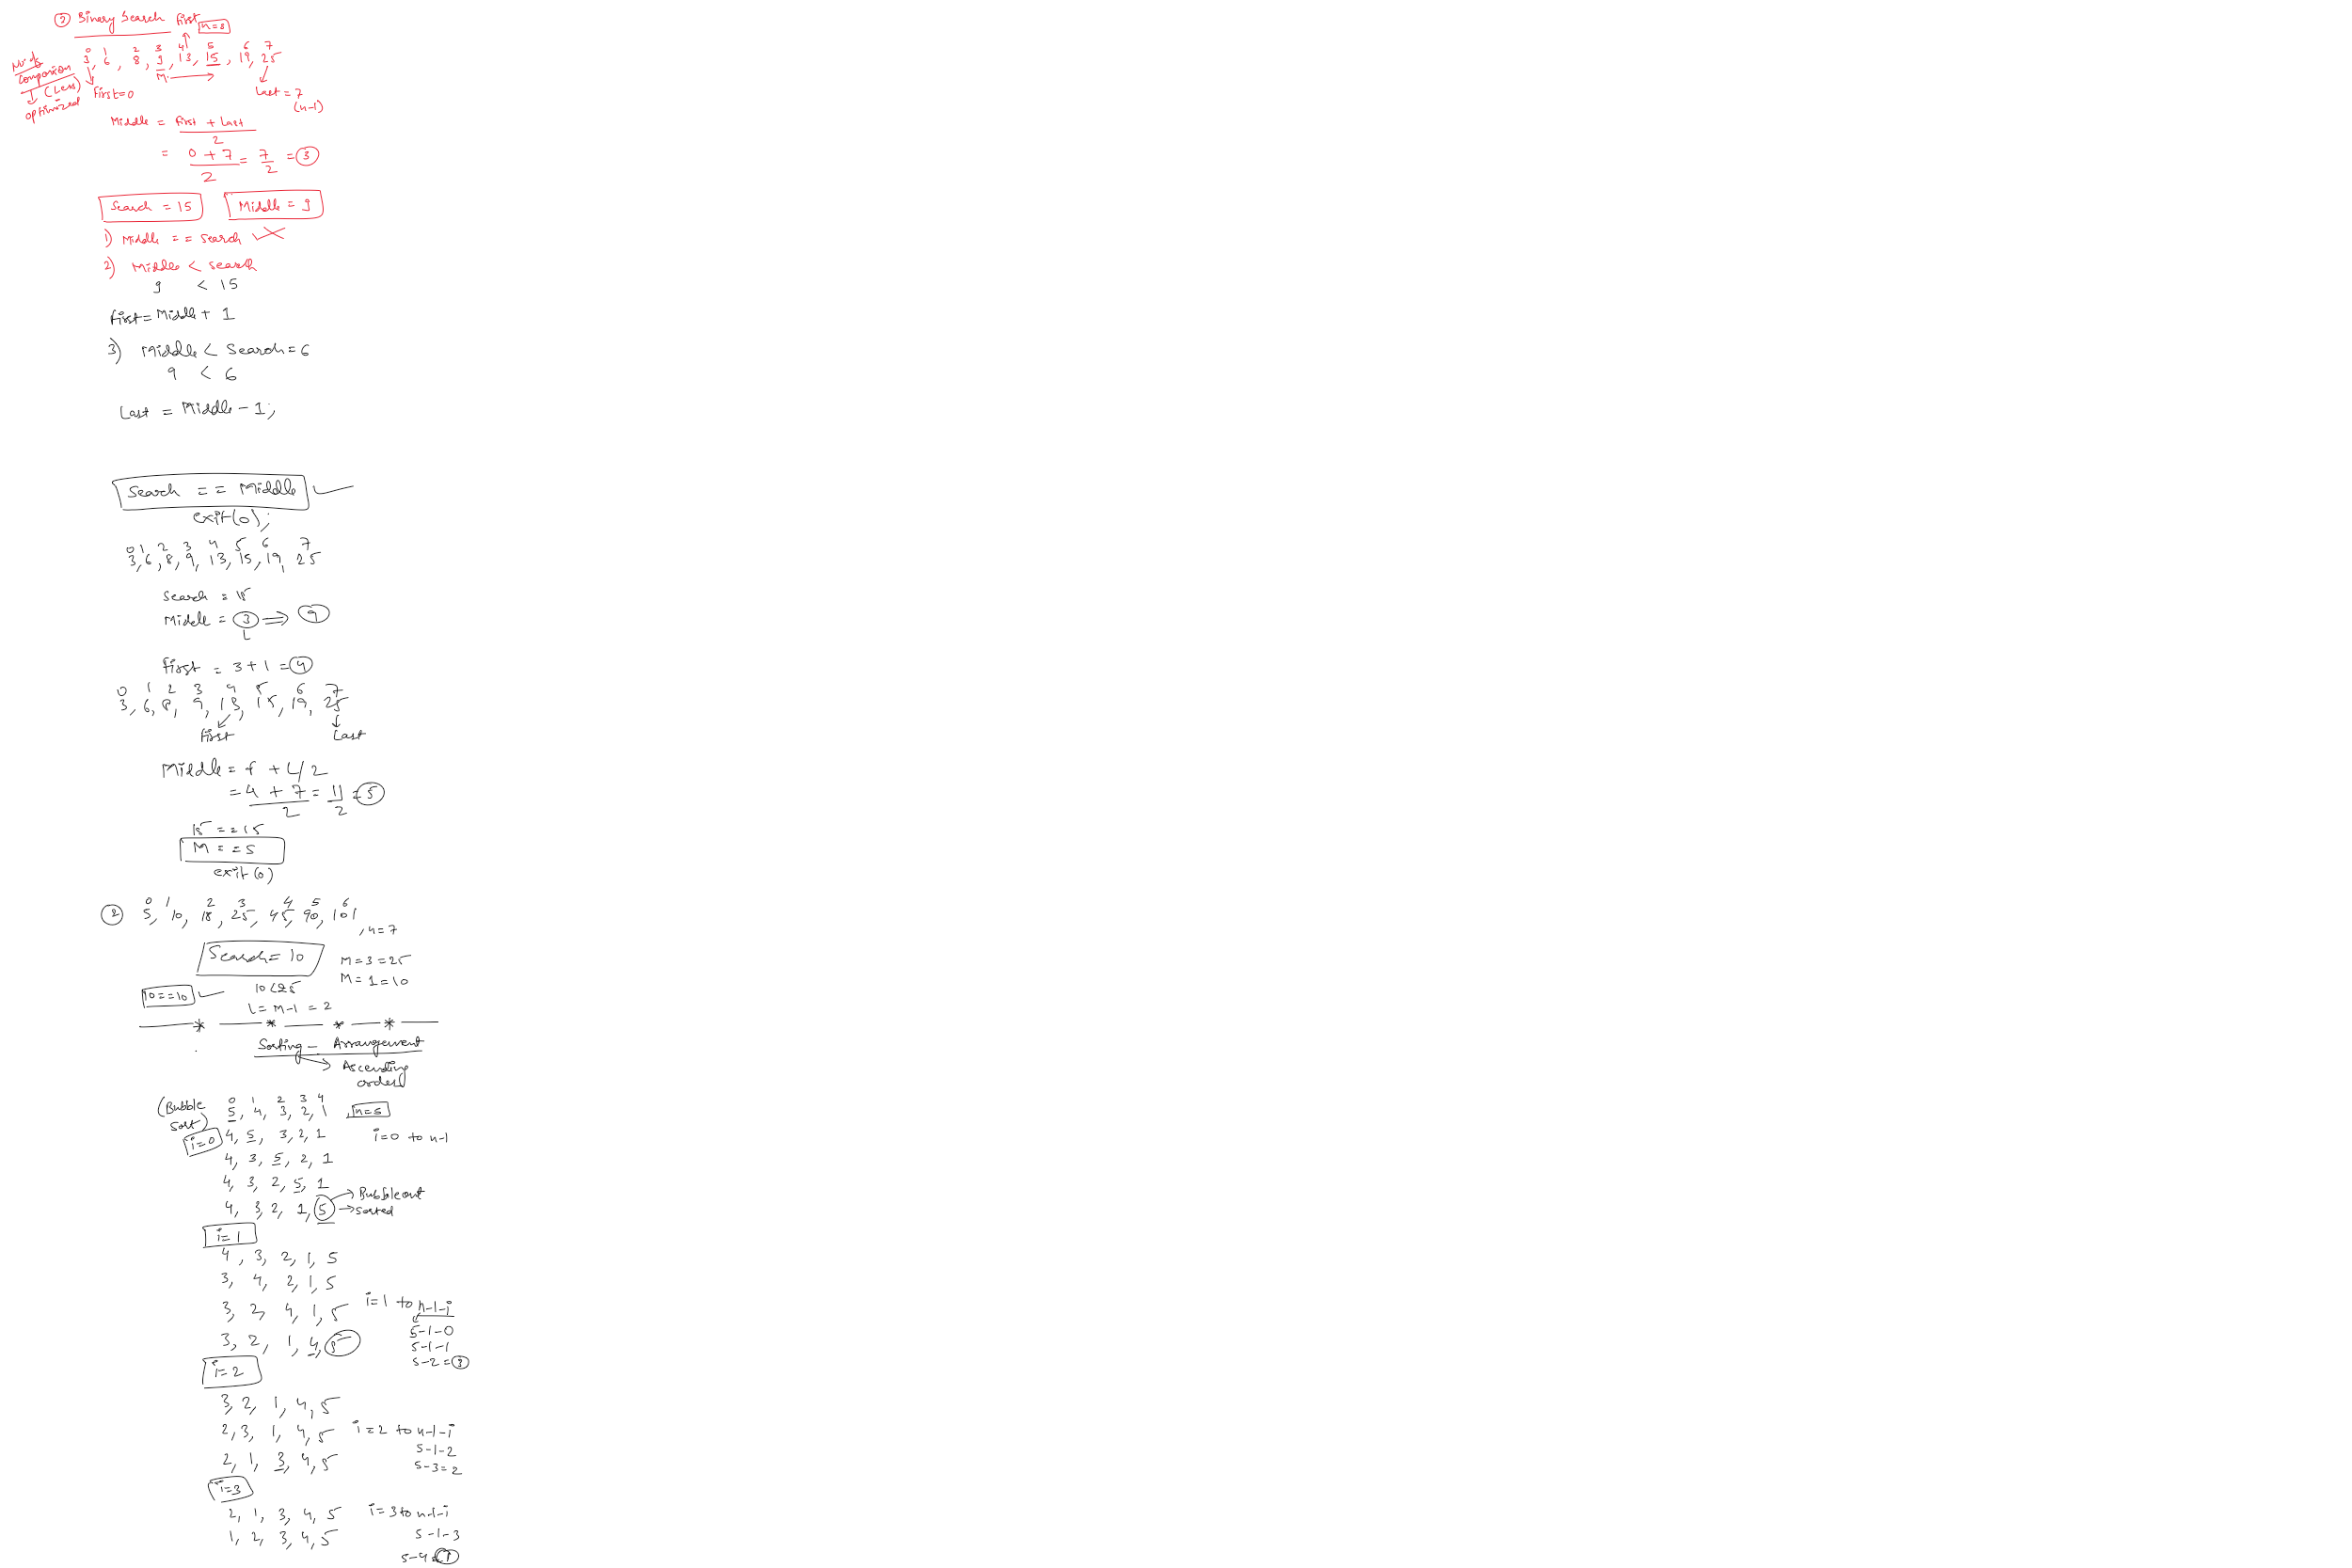 ② Binary Search First n=8
0 1 2 3 4 5 6 7
3, 6, 8, 9, 13, 15, 19, 25
M
No. of
Comparison
(Less)
optimized
First=0
Last = 7
(n-1)
Middle = First + Last
2
= 0+7 = 7 = 3
2 2
Search = 15 Middle = 9
1) Middle == Search
2) Middle < search
9 < 15
First = Middle + 1
3) Middle < Search = 6
9 < 6
Last = Middle - 1;
Search == Middle
exit(0);
0 1 2 3 4 5 6 7
3, 6, 8, 9, 13, 15, 19, 25
Search = 15
Middle = 3 ⇒ 9
First = 3+1 = 4
0 1 2 3 4 5 6 7
3, 6, 8, 9, 13, 15, 19, 25
First Last
Middle = f + L/2
= 4 + 7 = 11 = 5
2 2
15 == 15
M == 5
exit(0)
0 1 2 3 4 5 6
② 5, 10, 18, 25, 45, 90, 101
, n=7
Search = 10
M = 3 = 25
M = 1 = 10
10==10 10<25
L = M-1 = 2
Sorting - Arrangement
Ascending
order
0 1 2 3 4
(Bubble 5, 4, 3, 2, 1 , n=5
Sort)
i=0 4, 5, 3, 2, 1 i=0 to n-1
4, 3, 5, 2, 1
4, 3, 2, 5, 1
Bubble out
4, 3, 2, 1, 5 → Sorted
i=1
4, 3, 2, 1, 5
3, 4, 2, 1, 5
3, 2, 4, 1, 5 i=1 to n-1-i
5-1-0
3, 2, 1, 4, 5 5-1-1
5-2=3
i=2
3, 2, 1, 4, 5
2, 3, 1, 4, 5 i=2 to n-1-i
5-1-2
2, 1, 3, 4, 5 5-3=2
i=3
2, 1, 3, 4, 5 i=3 to n-1-i
1, 2, 3, 4, 5 5-1-3
5-4=1